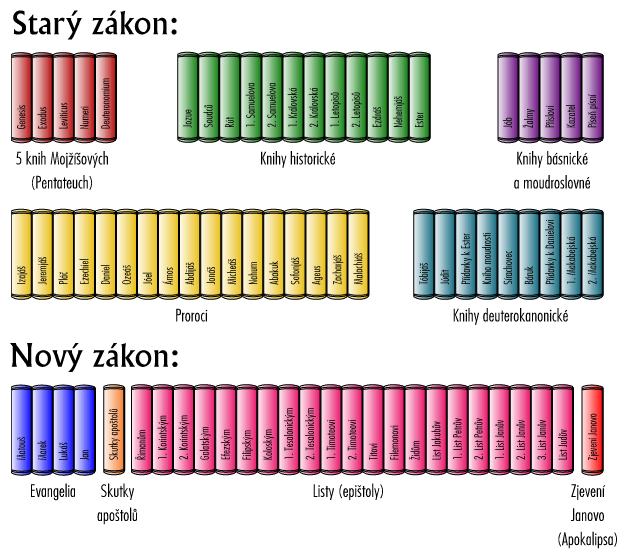 Starý zákon:
Genesis
Exodus
Leviticus
Numeri
Deuteronomium
5 knih Mojžíšových
(Pentateuch)
Jozue
Soudců
Rút
1. Samuelova
2. Samuelova
1. Královská
2. Královská
1. Letopisů
2. Letopisů
Ezdráš
Nehemjáš
Ester
Knihy historické
Jób
Žalmy
Přísloví
Kazatel
Píseň písní
Knihy básnické
a moudroslovné
Izajáš
Jeremjáš
Pláč
Ezechiel
Daniel
Ozeáš
Jóel
Ámos
Abdijáš
Jonáš
Micheáš
Nahum
Abakuk
Sofonjáš
Ageus
Zacharjáš
Malachiáš
Proroci
Tóbijáš
Júdit
Přídavky k Ester
Kniha moudrosti
Sirachovec
Báruk
Přídavky k Danielovi
1. Makabejská
2. Makabejská
Knihy deuterokanonické
Nový zákon:
Matouš
Marek
Lukáš
Jan
Evangelia
Skutky apoštolů
Skutky
apoštolů
Římanům
1. Korintským
2. Korintským
Galatským
Efezským
Filipským
Koloským
1. Tesalonickým
2. Tesalonickým
1. Timoteovi
2. Timoteovi
Titovi
Filemonovi
Židům
List Jakubův
1. List Petrův
2. List Petrův
1. List Janův
2. List Janův
3. List Janův
List Judův
Listy (epištoly)
Zjevení Janovo
Zjevení
Janovo
(Apokalipsa)